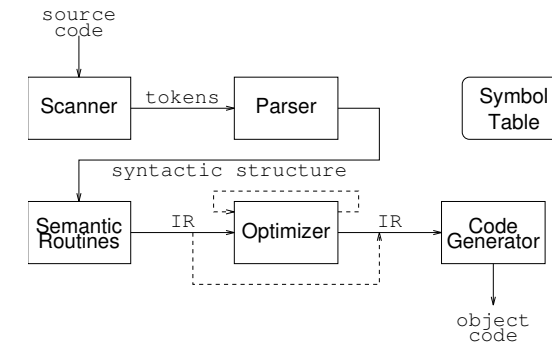 source
code
Scanner
tokens
Parser
Symbol
Table
syntactic structure
Semantic
Routines
IR
Optimizer
IR
Code
Generator
object
code